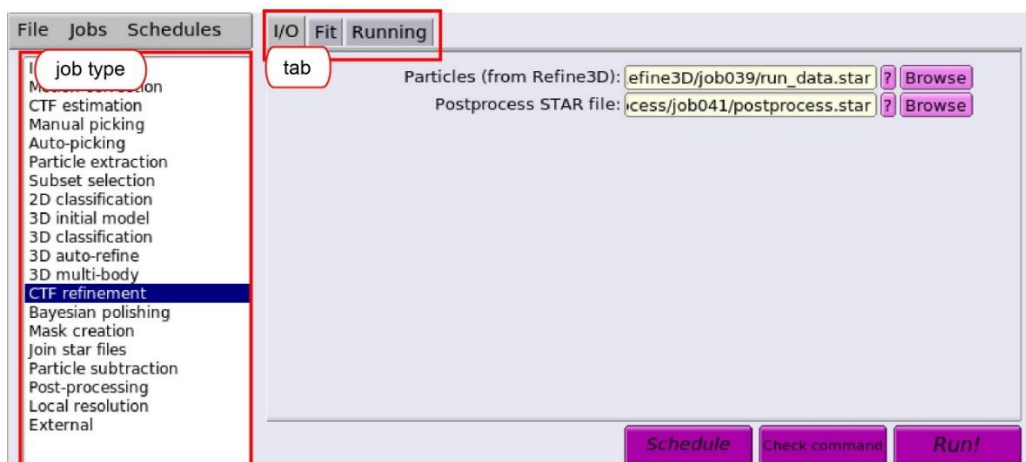 File Jobs Schedules
I/O Fit Running
job type
tab
CTF estimation
Manual picking
Auto-picking
Particle extraction
Subset selection
2D classification
3D initial model
3D classification
3D auto-refine
3D multi-body
CTF refinement
Bayesian polishing
Mask creation
Join star files
Particle subtraction
Post-processing
Local resolution
External
Particles (from Refine3D): efine3D/job039/run_data.star ? Browse
Postprocess STAR file: cess/job041/postprocess.star ? Browse
Schedule Check command Run!